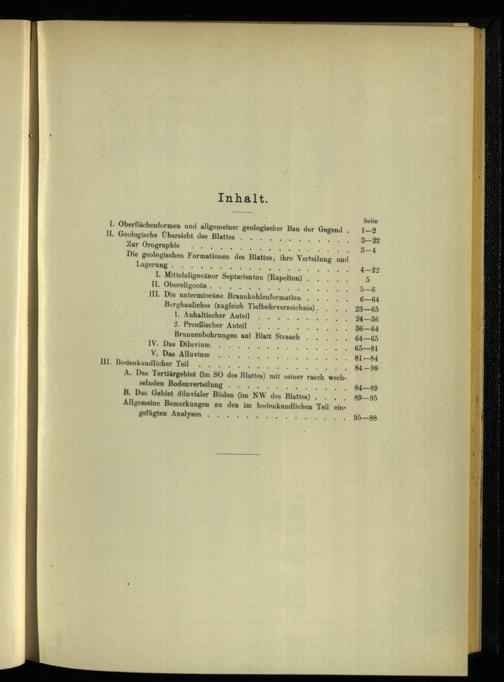 Inhalt.
Seite
I. Oberflächenformen und allgemeiner geologischer Bau der Gegend . 1—2
II. Geologische Übersicht des Blattes . . . . . . . . . . . . 3—22
Zur Orographie . . . . . . . . . . . . . . . . . 3—4
Die geologischen Formationen des Blattes, ihre Verteilung und
Lagerung . . . . . . . . . . . . . . . . . . . 4—22
I. Mitteloligocäner Septarienton (Rupelton) . . . . . 5
II. Oberoligocän . . . . . . . . . . . . . . . 5—6
III. Die untermiocäne Braunkohlenformation . . . . . 6—64
Bergbauliches (zugleich Tiefbohrverzeichnis) . . . . 23—65
1. Anhaltischer Anteil . . . . . . . . . . 24—36
2. Preußischer Anteil . . . . . . . . . . 36—64
Brunnenbohrungen auf Blatt Straach . . . . . . 64—65
IV. Das Diluvium . . . . . . . . . . . . . . . 65—81
V. Das Alluvium . . . . . . . . . . . . . . . 81—84
III. Bodenkundlicher Teil . . . . . . . . . . . . . . . . . 84—98
A. Das Tertiärgebiet (im SO des Blattes) mit seiner rasch wech-
selnden Bodenverteilung . . . . . . . . . . . . . 84—89
B. Das Gebiet diluvialer Böden (im NW des Blattes) . . . . 89—95
Allgemeine Bemerkungen zu den im bodenkundlichen Teil ein-
gefügten Analysen . . . . . . . . . . . . . . . 95—88